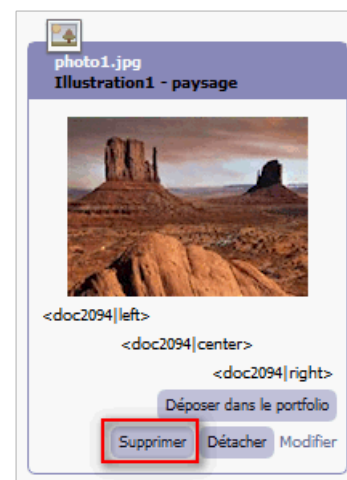 photo1.jpg
Illustration1 - paysage
<doc2094|left>
<doc2094|center>
<doc2094|right>
Déposer dans le portfolio
Supprimer Détacher Modifier